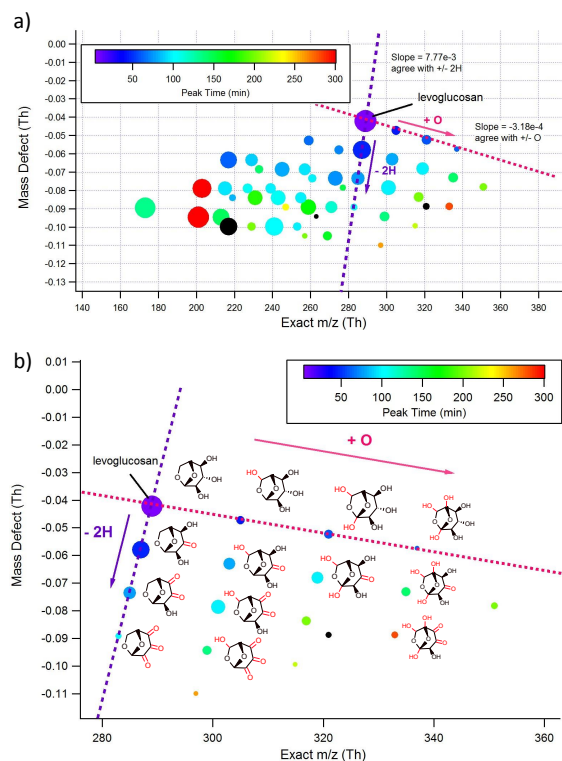 a)
0.00
-0.01
-0.02
-0.03
-0.04
-0.05
-0.06
-0.07
-0.08
-0.09
-0.10
-0.11
-0.12
-0.13
Mass Defect (Th)
50 100 150 200 250 300
Peak Time (min)
Slope = 7.77e-3
agree with +/- 2H
levoglucosan
+ O
Slope = -3.18e-4
agree with +/- O
- 2H
140 160 180 200 220 240 260 280 300 320 340 360 380
Exact m/z (Th)
b)
0.01
0.00
-0.01
-0.02
-0.03
-0.04
-0.05
-0.06
-0.07
-0.08
-0.09
-0.10
-0.11
Mass Defect (Th)
50 100 150 200 250 300
Peak Time (min)
+ O
levoglucosan
- 2H
280 300 320 340 360
Exact m/z (Th)